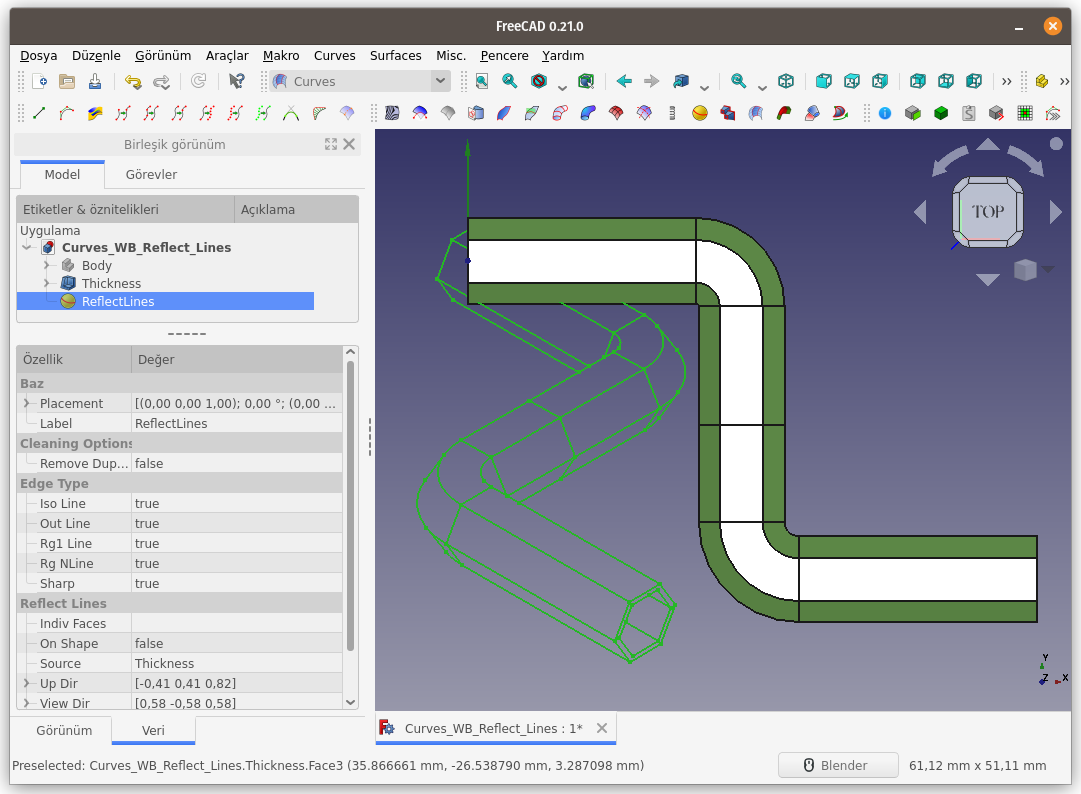 FreeCAD 0.21.0
Dosya Düzenle Görünüm Araçlar Makro Curves Surfaces Misc. Pencere Yardım
Curves
Birleşik görünüm
Model Görevler
Etiketler & öznitelikleri Açıklama
Uygulama
Curves_WB_Reflect_Lines
Body
Thickness
ReflectLines
Özellik Değer
Baz
Placement [(0,00 0,00 1,00); 0,00 °; (0,00 ...
Label ReflectLines
Cleaning Options
Remove Dup... false
Edge Type
Iso Line true
Out Line true
Rg1 Line true
Rg NLine true
Sharp true
Reflect Lines
Indiv Faces
On Shape false
Source Thickness
Up Dir [-0,41 0,41 0,82]
View Dir [0,58 -0,58 0,58]
Görünüm Veri
TOP
Y
Z X
Curves_WB_Reflect_Lines : 1*
Preselected: Curves_WB_Reflect_Lines.Thickness.Face3 (35.866661 mm, -26.538790 mm, 3.287098 mm)
Blender
61,12 mm x 51,11 mm